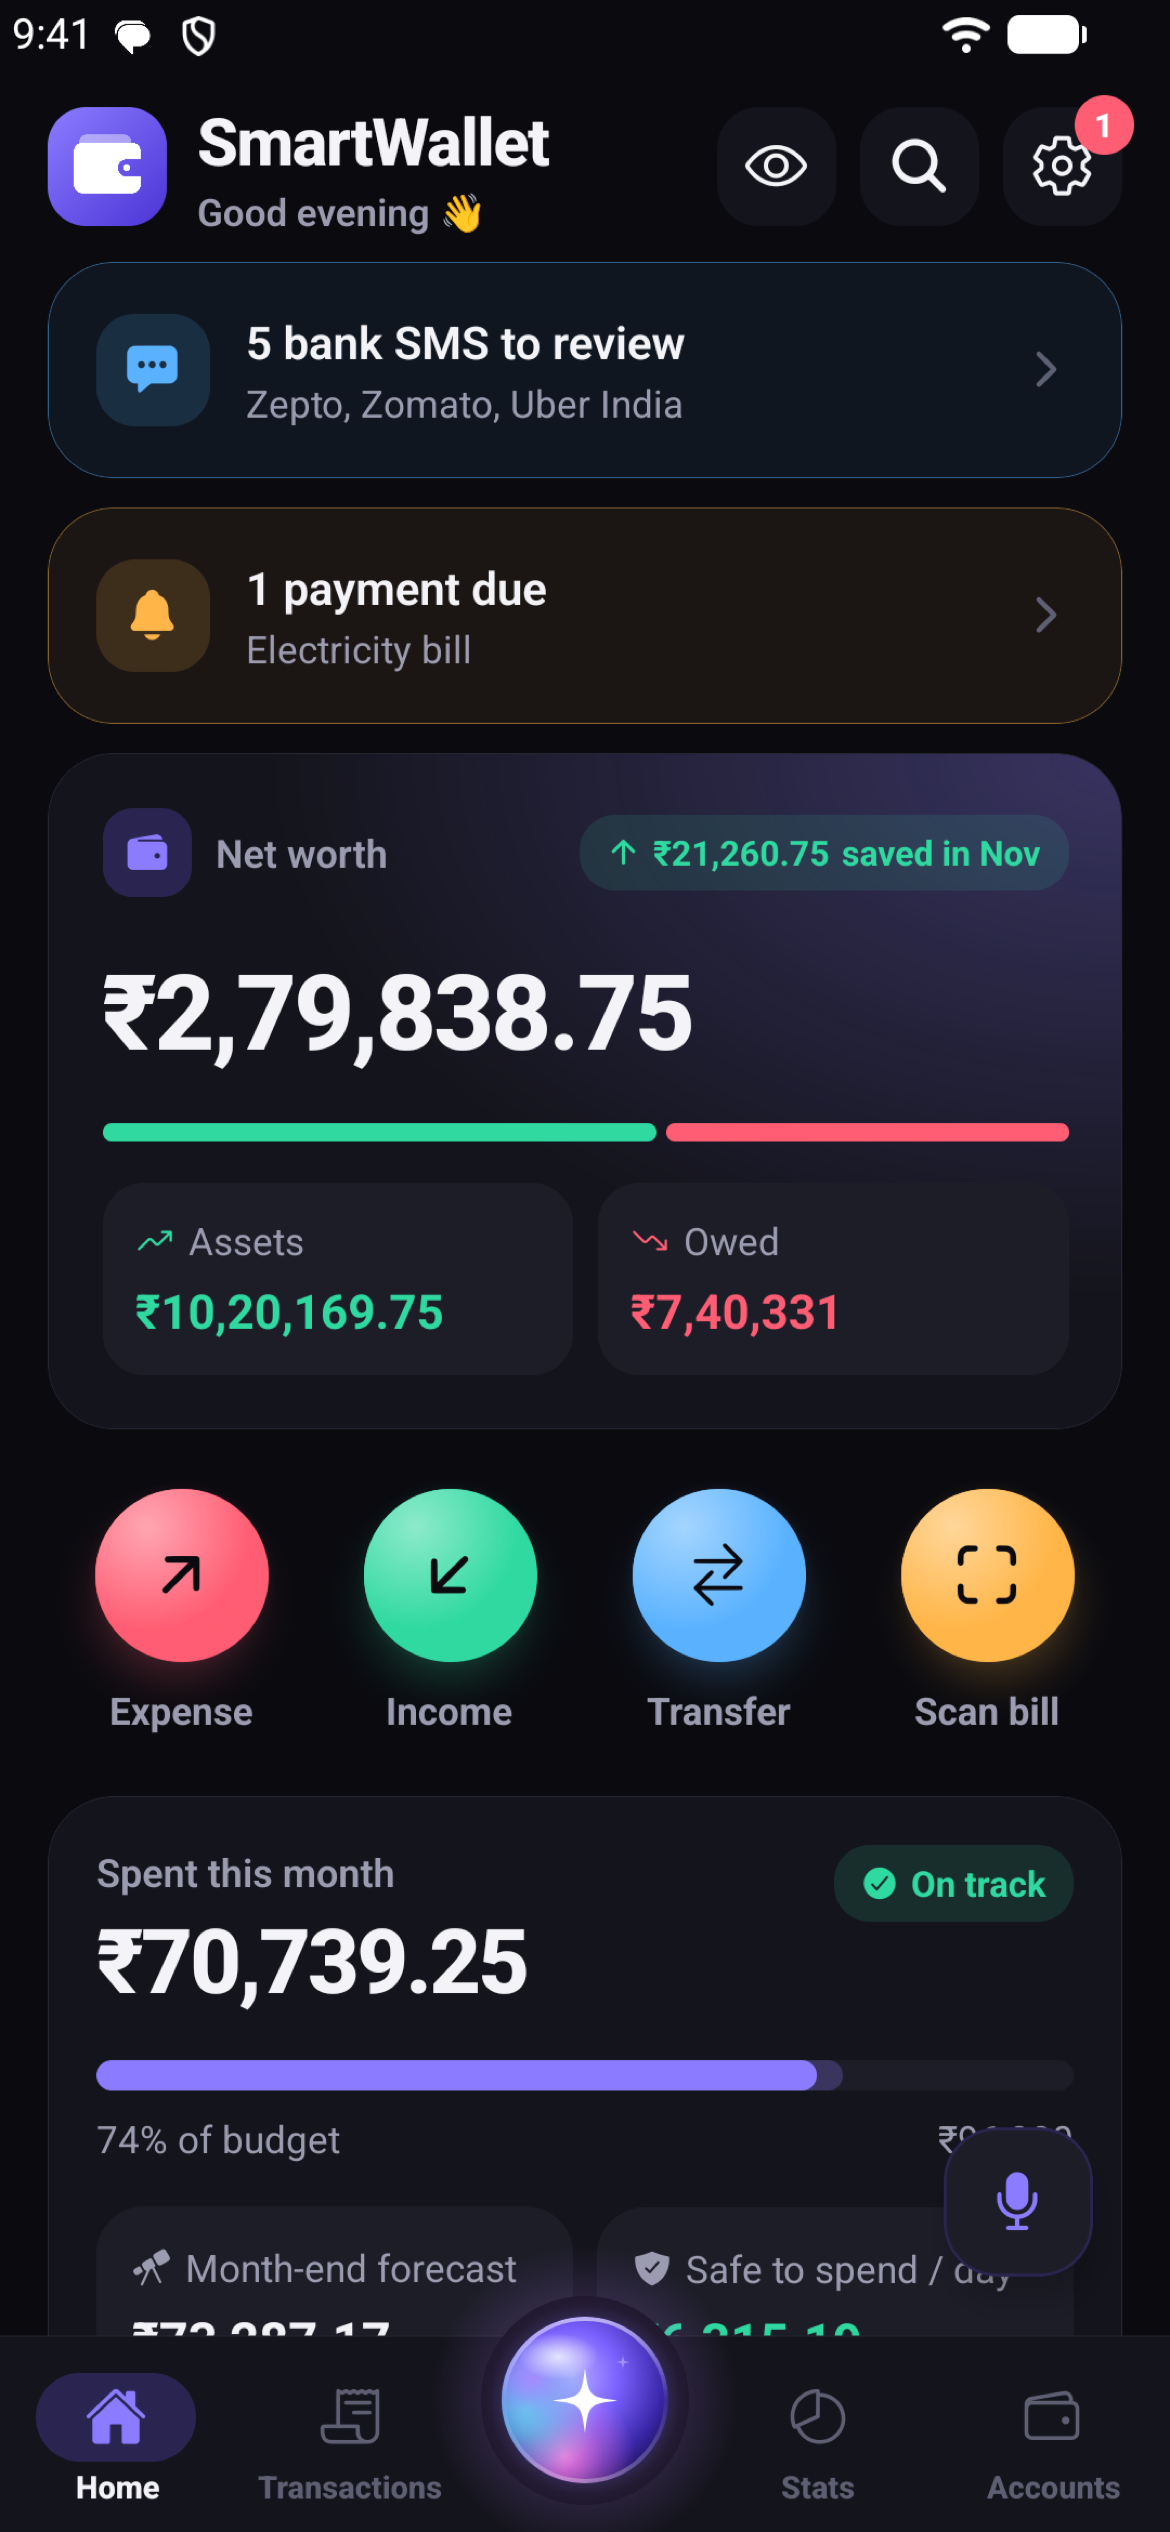 9:41
SmartWallet
1
Good evening 👋
5 bank SMS to review
Zepto, Zomato, Uber India
1 payment due
Electricity bill
Net worth
₹21,260.75 saved in Nov
₹2,79,838.75
Assets
Owed
₹10,20,169.75
₹7,40,331
Expense
Income
Transfer
Scan bill
Spent this month
On track
₹70,739.25
74% of budget
Month-end forecast
Safe to spend / day
Home
Transactions
Stats
Accounts